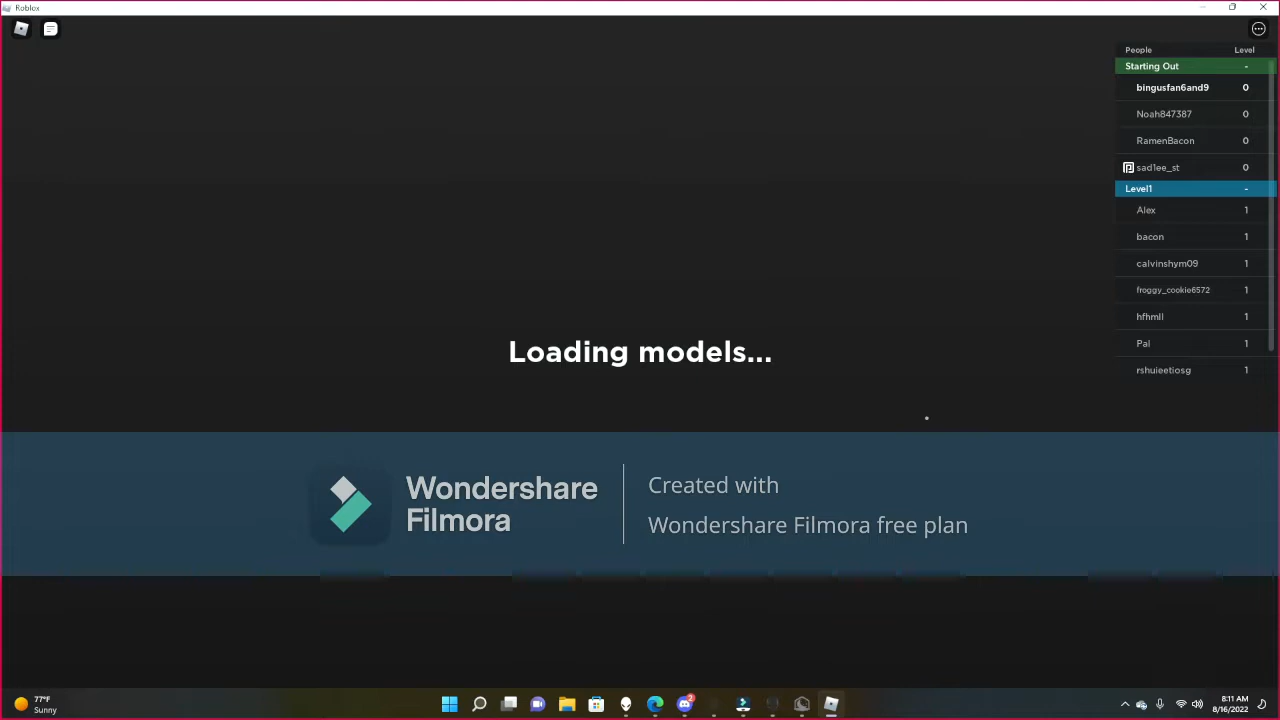 Roblox
People Level
Starting Out -
bingusfan6and9 0
Noah847387 0
RamenBacon 0
sad1ee_st 0
Level1 -
Alex 1
bacon 1
calvinshym09 1
froggy_cookie6572 1
hfhmll 1
Pal 1
rshuieetiosg 1
Loading models...
Wondershare
Filmora
Created with
Wondershare Filmora free plan
77°F
Sunny
2
8:11 AM
8/16/2022